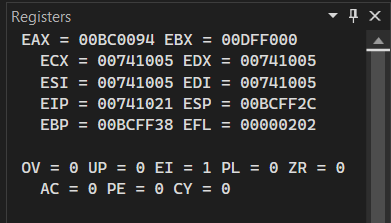 Registers
EAX = 00BC0094 EBX = 00DFF000
ECX = 00741005 EDX = 00741005
ESI = 00741005 EDI = 00741005
EIP = 00741021 ESP = 00BCFF2C
EBP = 00BCFF38 EFL = 00000202
OV = 0 UP = 0 EI = 1 PL = 0 ZR = 0
AC = 0 PE = 0 CY = 0